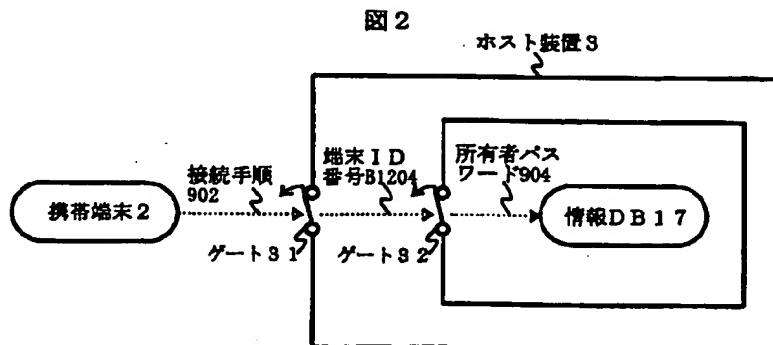 図2
ホスト装置3
接続手順
902
端末ID
番号B1204
所有者パス
ワード904
携帯端末2
情報DB17
ゲート31
ゲート32